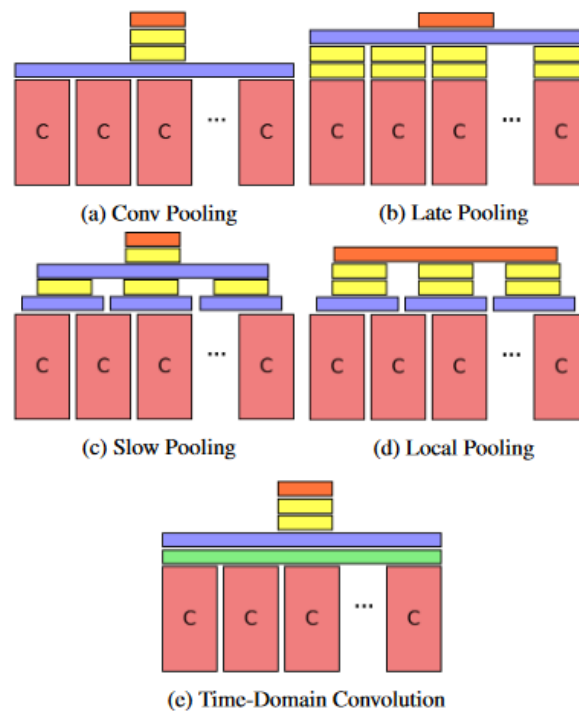 C C C ... C
C C C ... C
(a) Conv Pooling
(b) Late Pooling
C C C ... C
C C C ... C
(c) Slow Pooling
(d) Local Pooling
C C C ... C
(e) Time-Domain Convolution